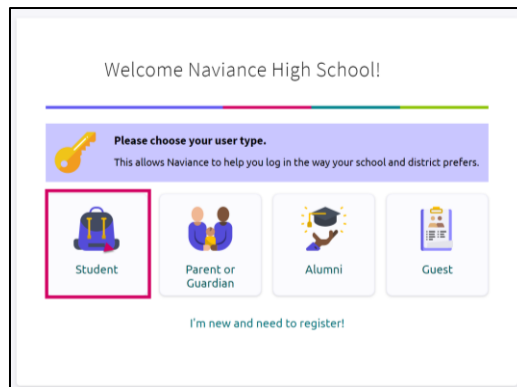 Welcome Naviance High School!
Please choose your user type.
This allows Naviance to help you log in the way your school and district prefers.
Student
Parent or
Guardian
Alumni
Guest
I'm new and need to register!